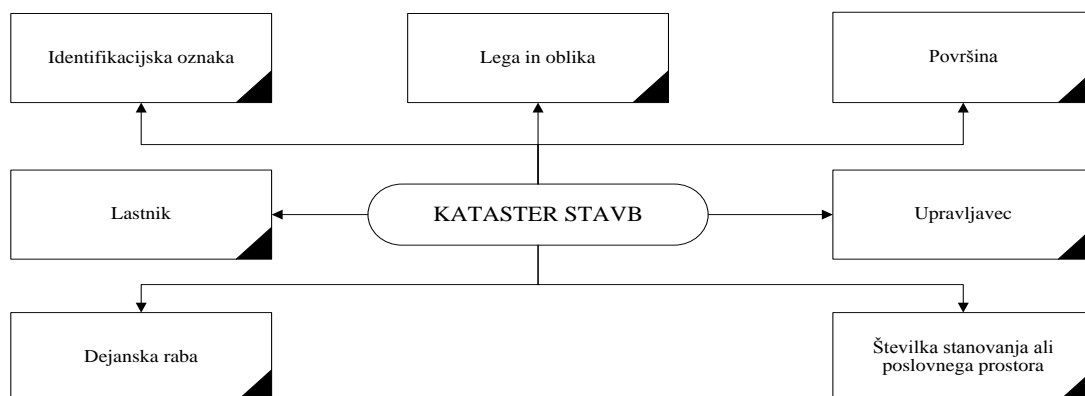 Identifikacijska oznaka
Lega in oblika
Površina
Lastnik
KATASTER STAVB
Upravljavec
Dejanska raba
Številka stanovanja ali
poslovnega prostora